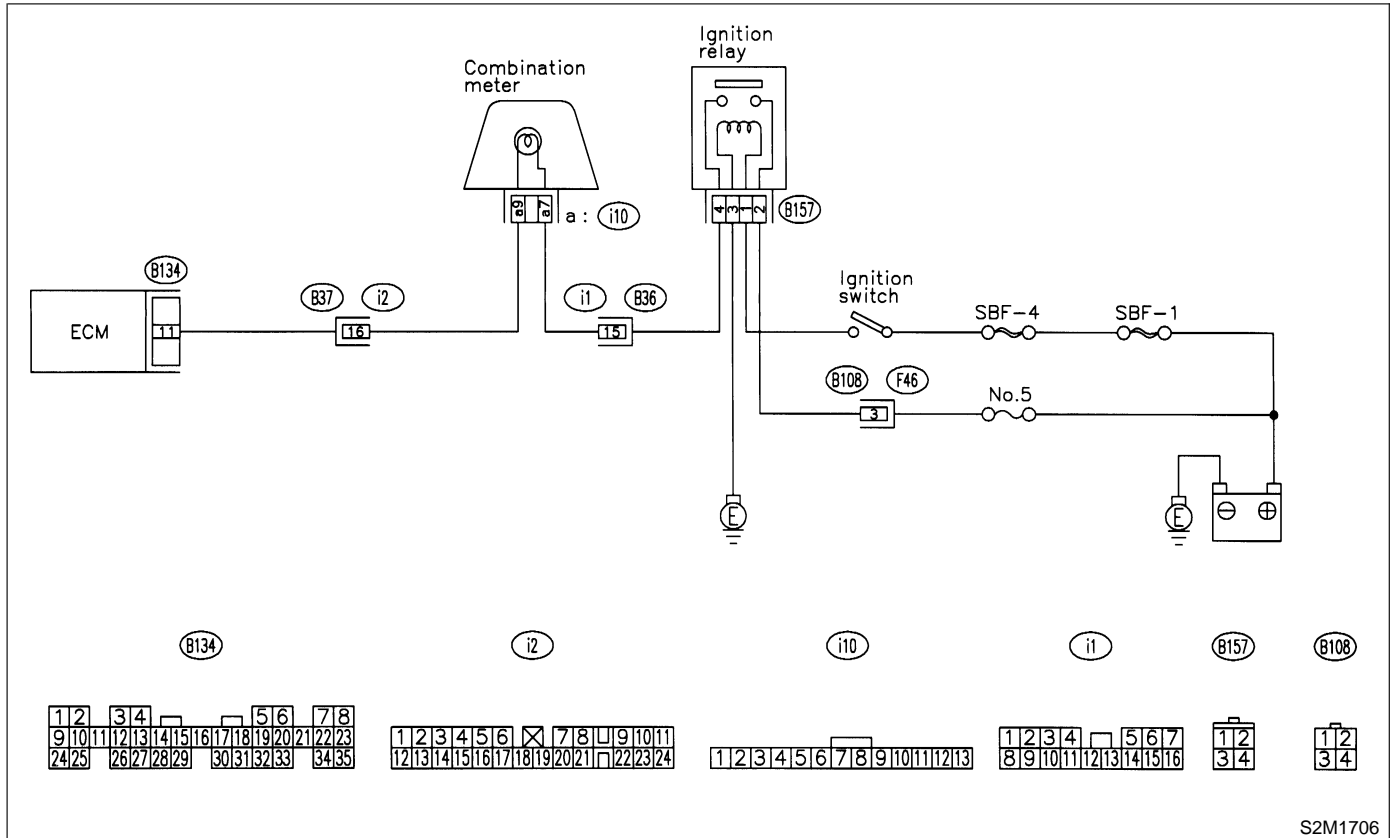 Ignition
relay
Combination
meter
a9 a7 a : i10
4 3 1 2 B157
B134
ECM 11
B37 i2
16
i1 B36
15
Ignition
switch
SBF-4 SBF-1
B108 F46
3
No.5
E
E ⊖ ⊕
B134 i2 i10 i1 B157 B108
1 2 3 4 5 6 7 8
9 10 11 12 13 14 15 16 17 18 19 20 21 22 23
24 25 26 27 28 29 30 31 32 33 34 35
1 2 3 4 5 6 7 8 9 10 11
12 13 14 15 16 17 18 19 20 21 22 23 24
1 2 3 4 5 6 7 8 9 10 11 12 13
1 2 3 4 5 6 7
8 9 10 11 12 13 14 15 16
1 2
3 4
1 2
3 4
S2M1706